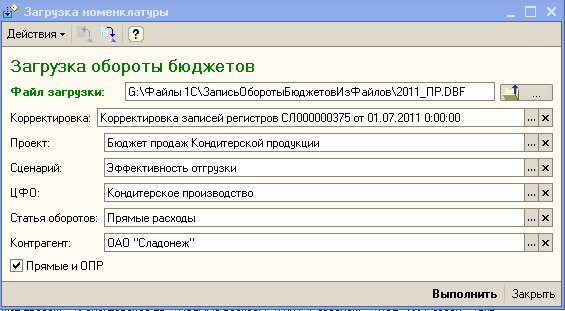 Загрузка номенклатуры
Действия
Загрузка обороты бюджетов
Файл загрузки: G:\Файлы 1С\ЗаписьОборотыБюджетовИзФайлов\2011_ПР.DBF ...
Корректировка: Корректировка записей регистров СЛ000000375 от 01.07.2011 0:00:00 ...
Проект: Бюджет продаж Кондитерской продукции ...
Сценарий: Эффективность отгрузки ...
ЦФО: Кондитерское производство ...
Статья оборотов: Прямые расходы ...
Контрагент: ОАО "Сладонеж" ...
Прямые и ОПР
Выполнить Закрыть